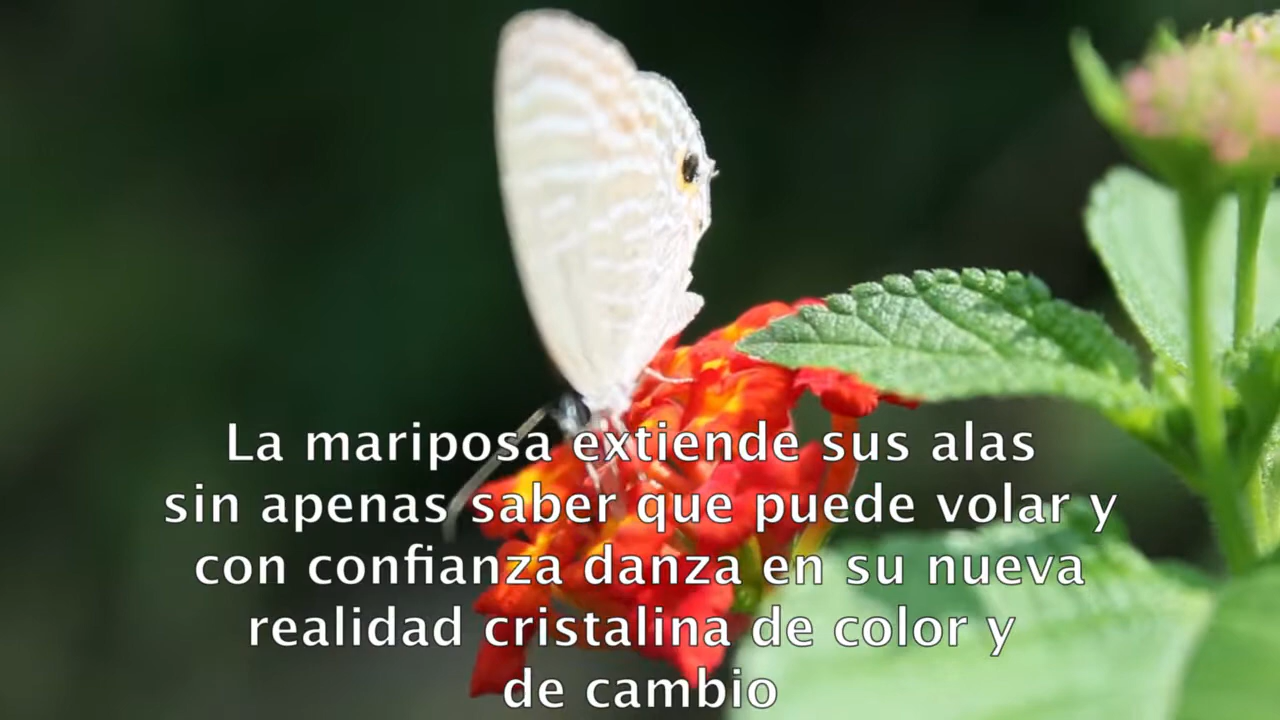 La mariposa extiende sus alas
sin apenas saber que puede volar y
con confianza danza en su nueva
realidad cristalina de color y
de cambio